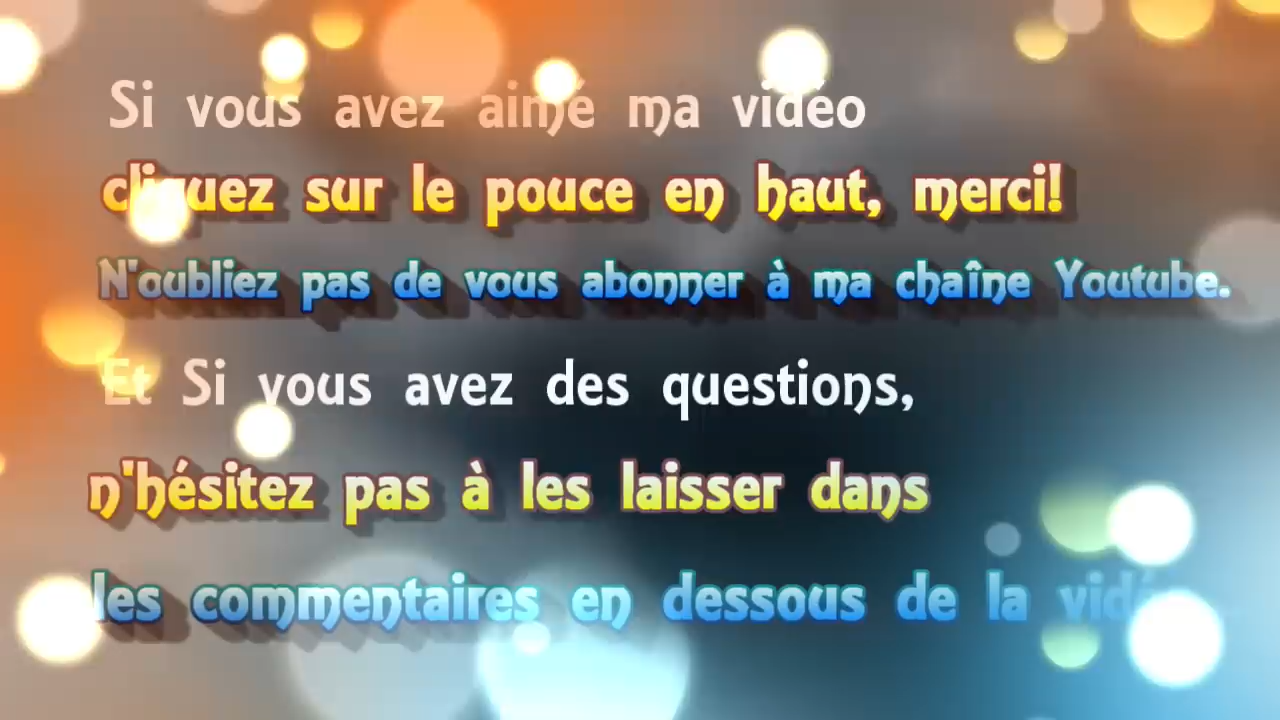 Si vous avez aimé ma vidéo
cliquez sur le pouce en haut, merci!
N'oubliez pas de vous abonner à ma chaîne Youtube.
Et Si vous avez des questions,
n'hésitez pas à les laisser dans
les commentaires en dessous de la